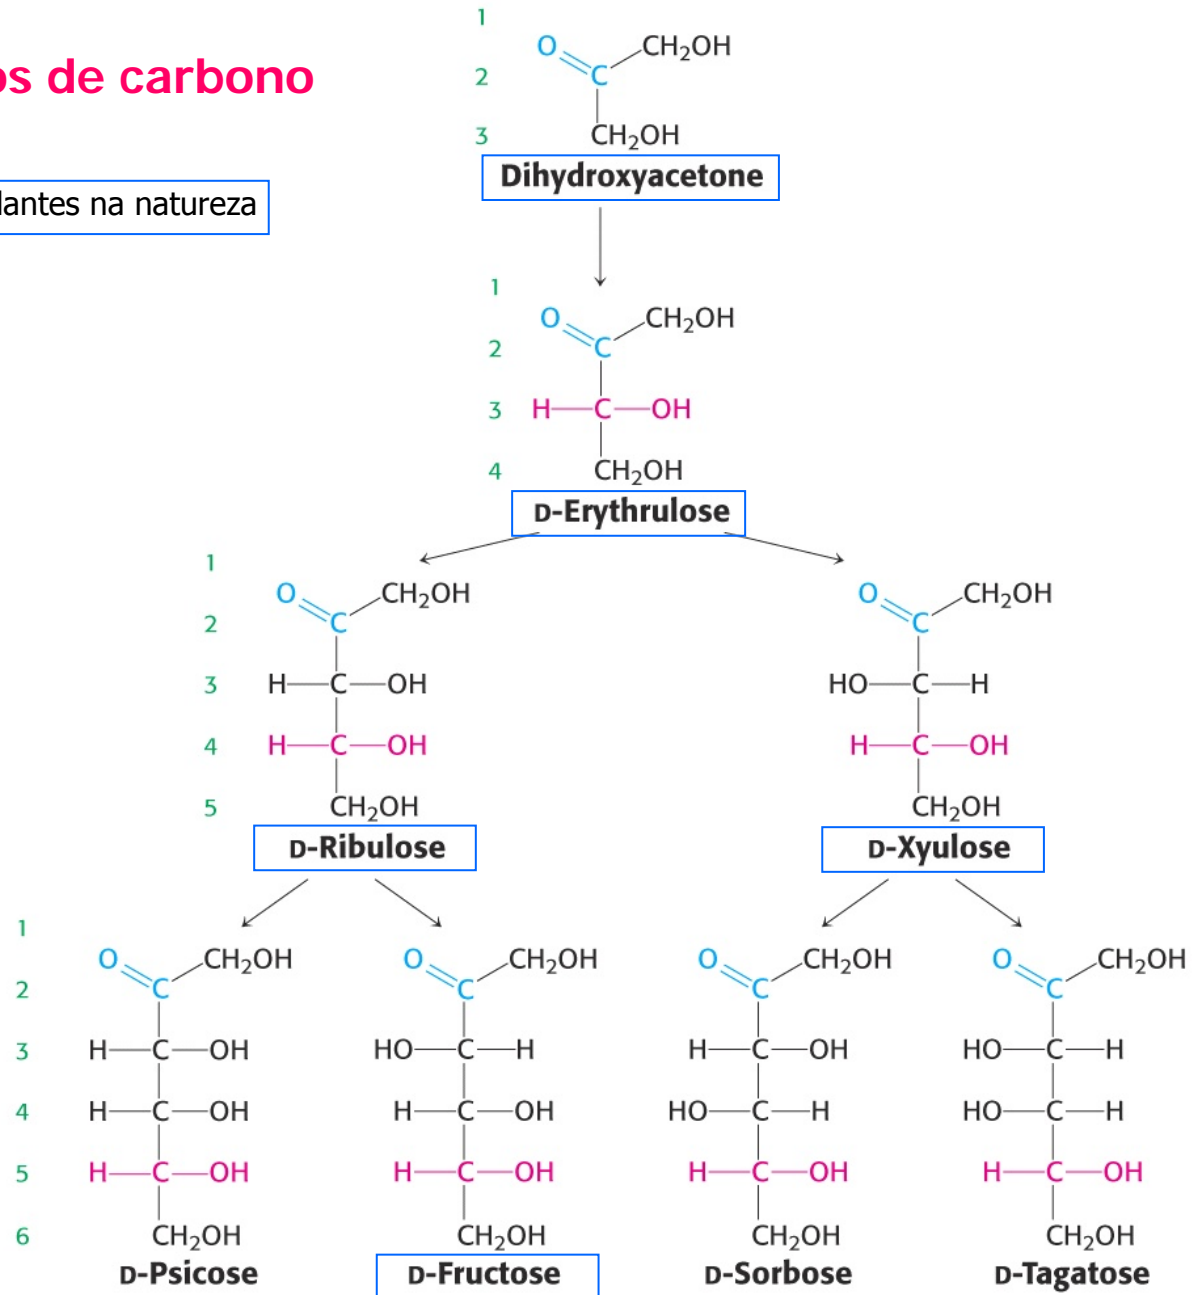 os de carbono
dantes na natureza
1
O CH₂OH
2 C
3 CH₂OH
Dihydroxyacetone
1
O CH₂OH
2 C
3 H—C—OH
4 CH₂OH
D-Erythrulose
1
O CH₂OH
2 C
3 H—C—OH
4 H—C—OH
5 CH₂OH
D-Ribulose
O CH₂OH
C
HO—C—H
H—C—OH
CH₂OH
D-Xyulose
1
O CH₂OH
2 C
3 H—C—OH
4 H—C—OH
5 H—C—OH
6 CH₂OH
D-Psicose
O CH₂OH
C
HO—C—H
H—C—OH
H—C—OH
CH₂OH
D-Fructose
O CH₂OH
C
H—C—OH
HO—C—H
H—C—OH
CH₂OH
D-Sorbose
O CH₂OH
C
HO—C—H
HO—C—H
H—C—OH
CH₂OH
D-Tagatose